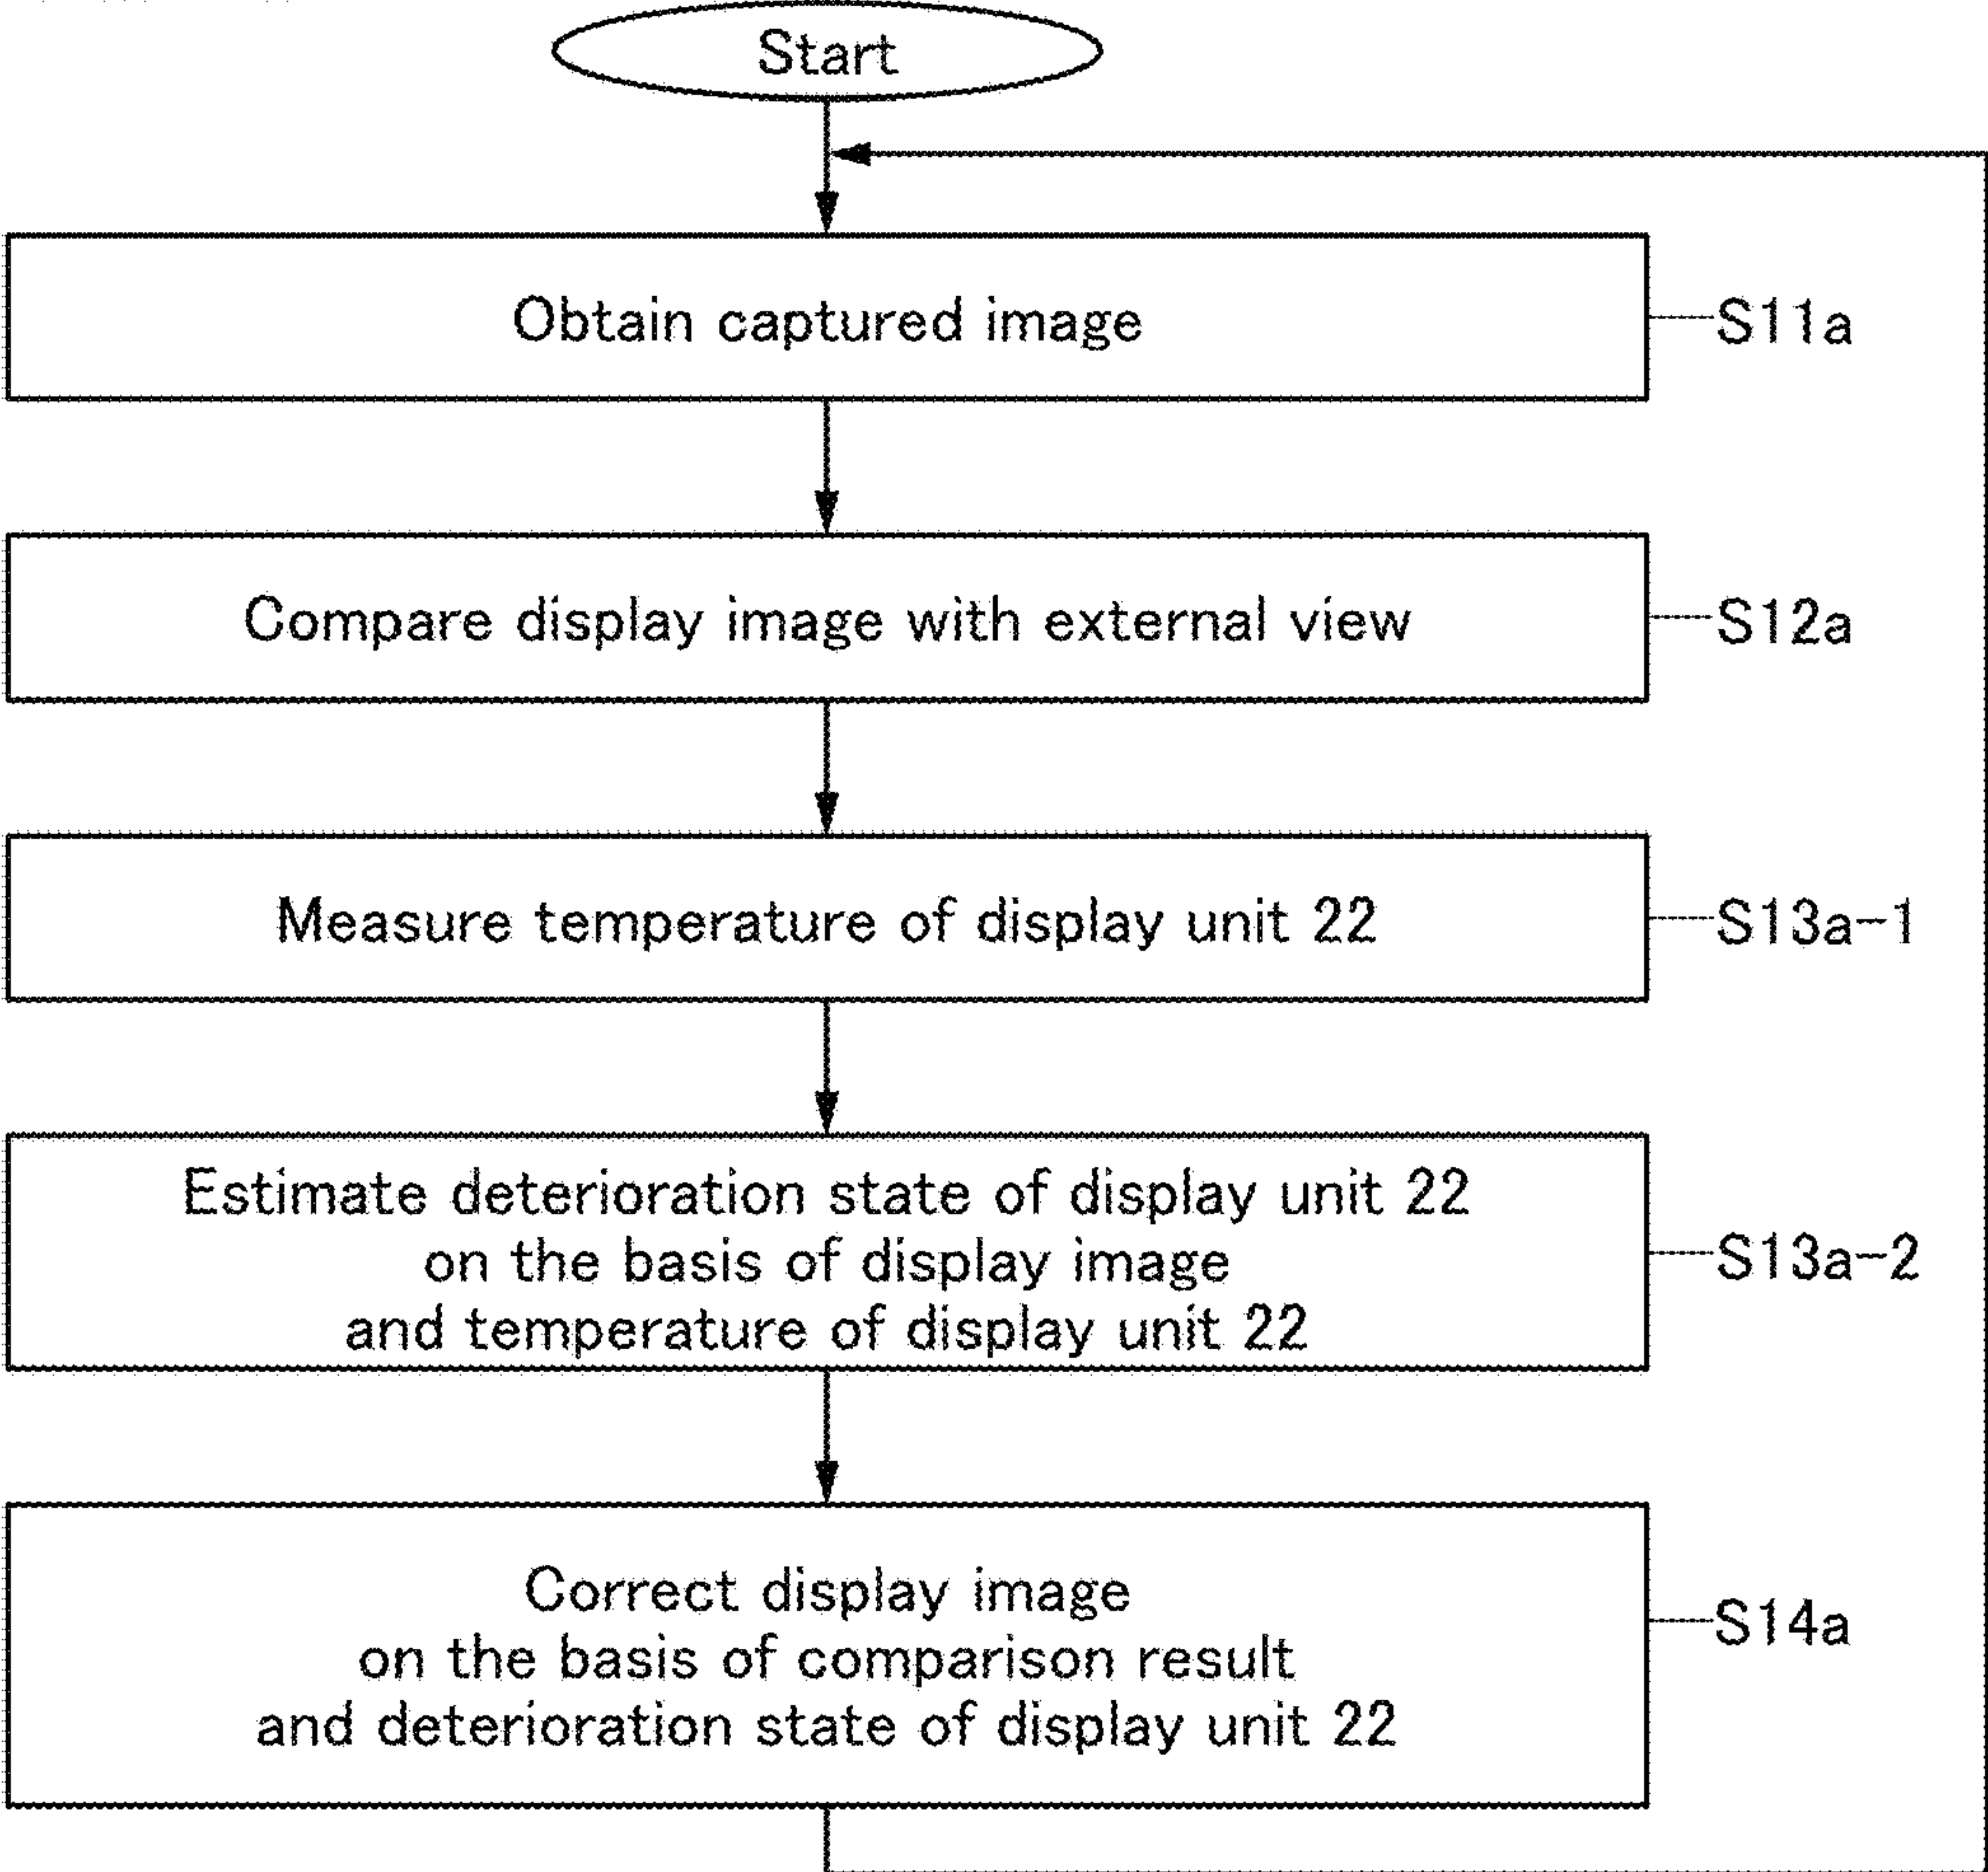 Start
Obtain captured image
S11a
Compare display image with external view
S12a
Measure temperature of display unit 22
S13a-1
Estimate deterioration state of display unit 22
on the basis of display image
and temperature of display unit 22
S13a-2
Correct display image
on the basis of comparison result
and deterioration state of display unit 22
S14a